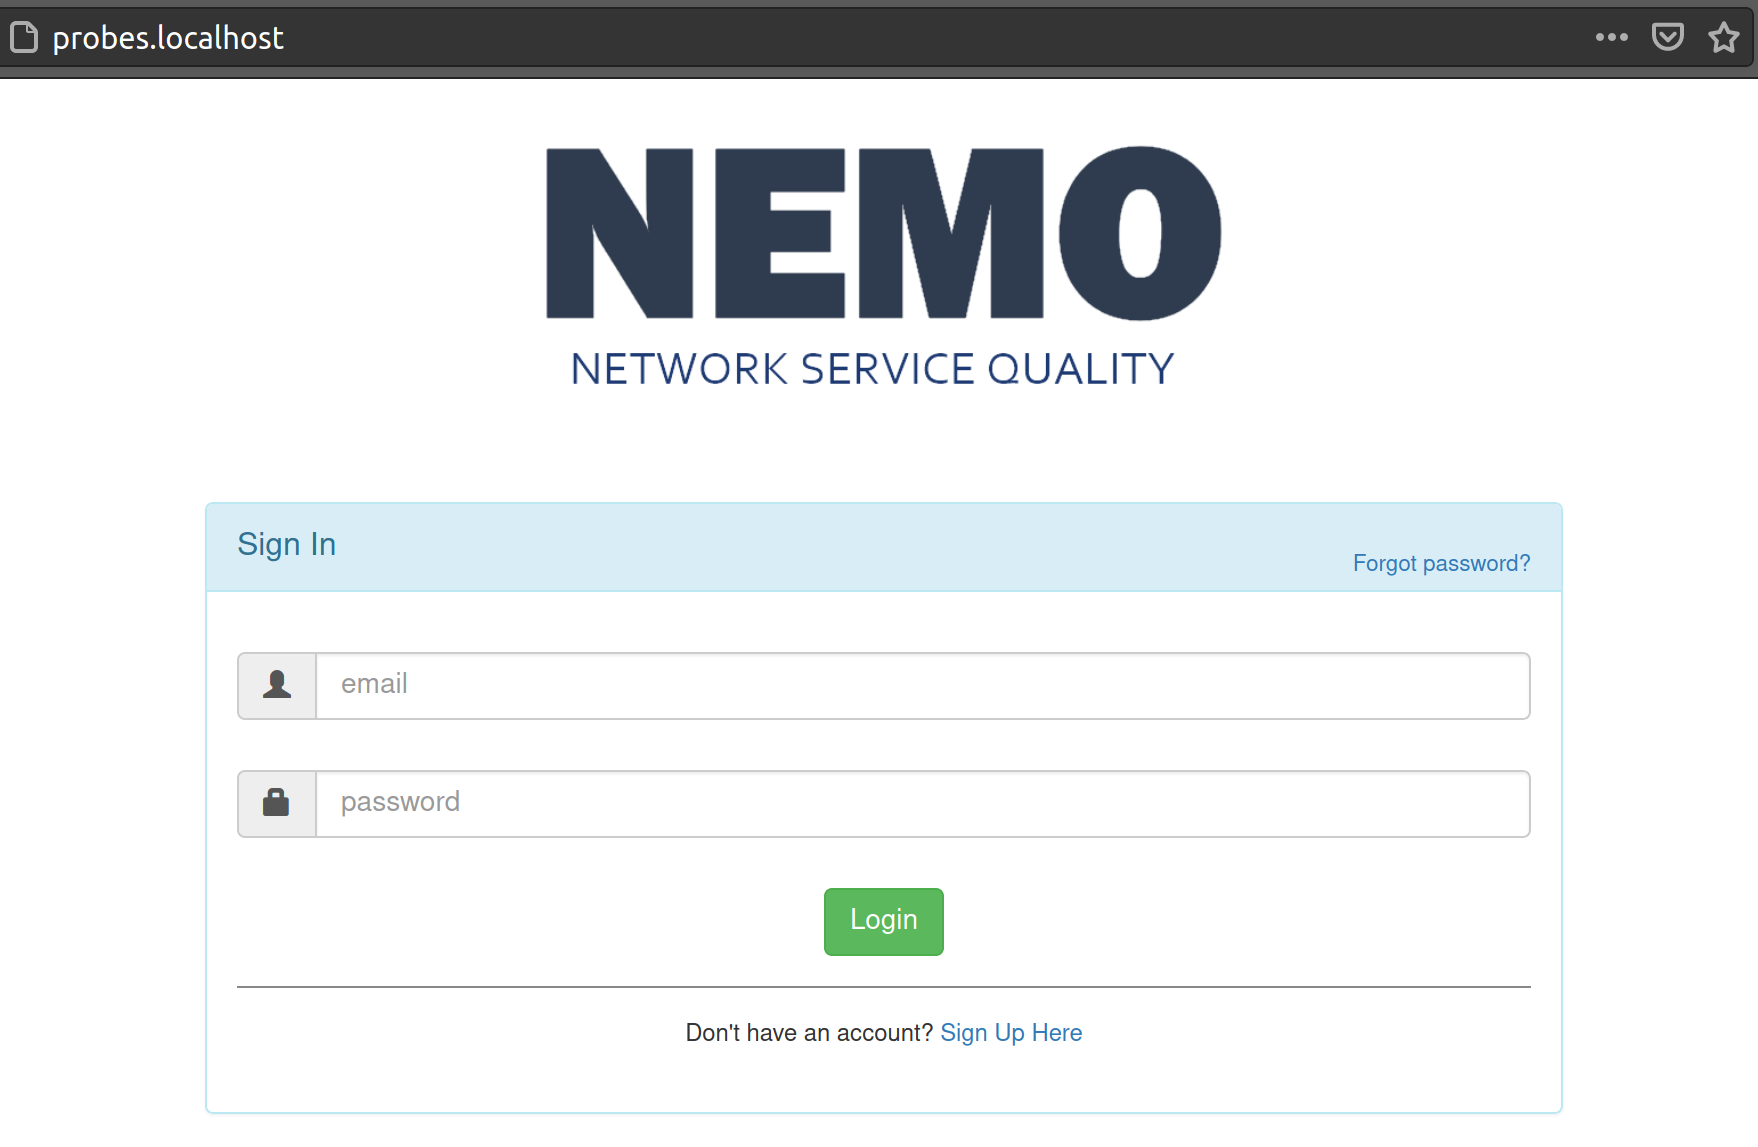 probes.localhost
NEMO
NETWORK SERVICE QUALITY
Sign In
Forgot password?
email
password
Login
Don't have an account? Sign Up Here